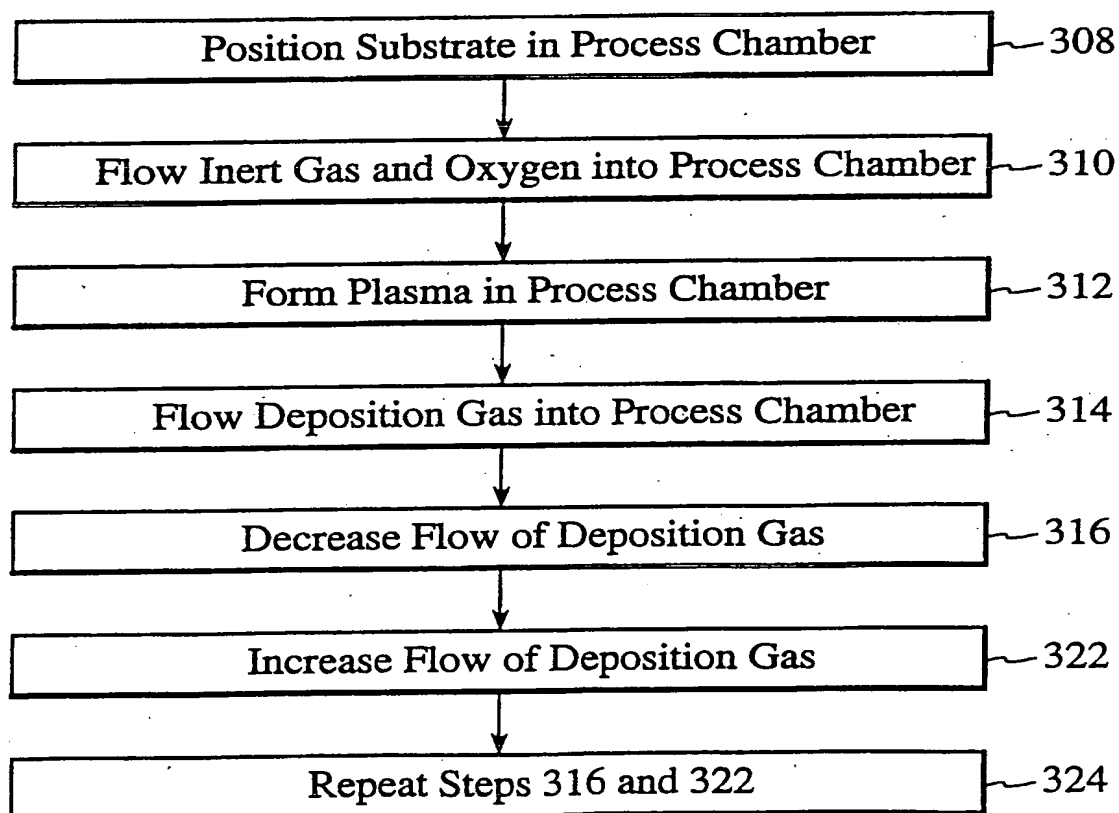 Position Substrate in Process Chamber 308
Flow Inert Gas and Oxygen into Process Chamber 310
Form Plasma in Process Chamber 312
Flow Deposition Gas into Process Chamber 314
Decrease Flow of Deposition Gas 316
Increase Flow of Deposition Gas 322
Repeat Steps 316 and 322 324